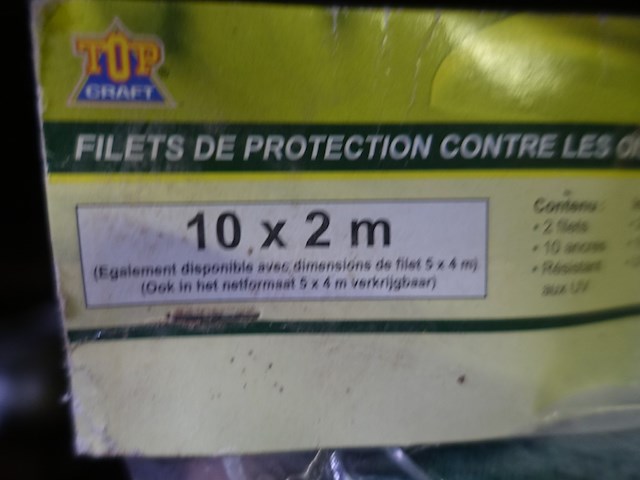 TOP
CRAFT
FILETS DE PROTECTION CONTRE LES
10 x 2 m
(Egalement disponible avec dimensions de filet 5 x 4 m)
(Ook in het netformaat 5 x 4 m verkrijgbaar)
Contenu :
• 2 filets
• 10 ancres
• Résistant
aux UV